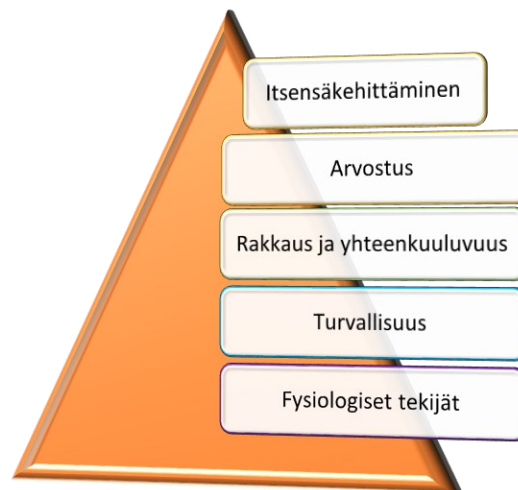 Itsensäkehittäminen
Arvostus
Rakkaus ja yhteenkuuluvuus
Turvallisuus
Fysiologiset tekijät